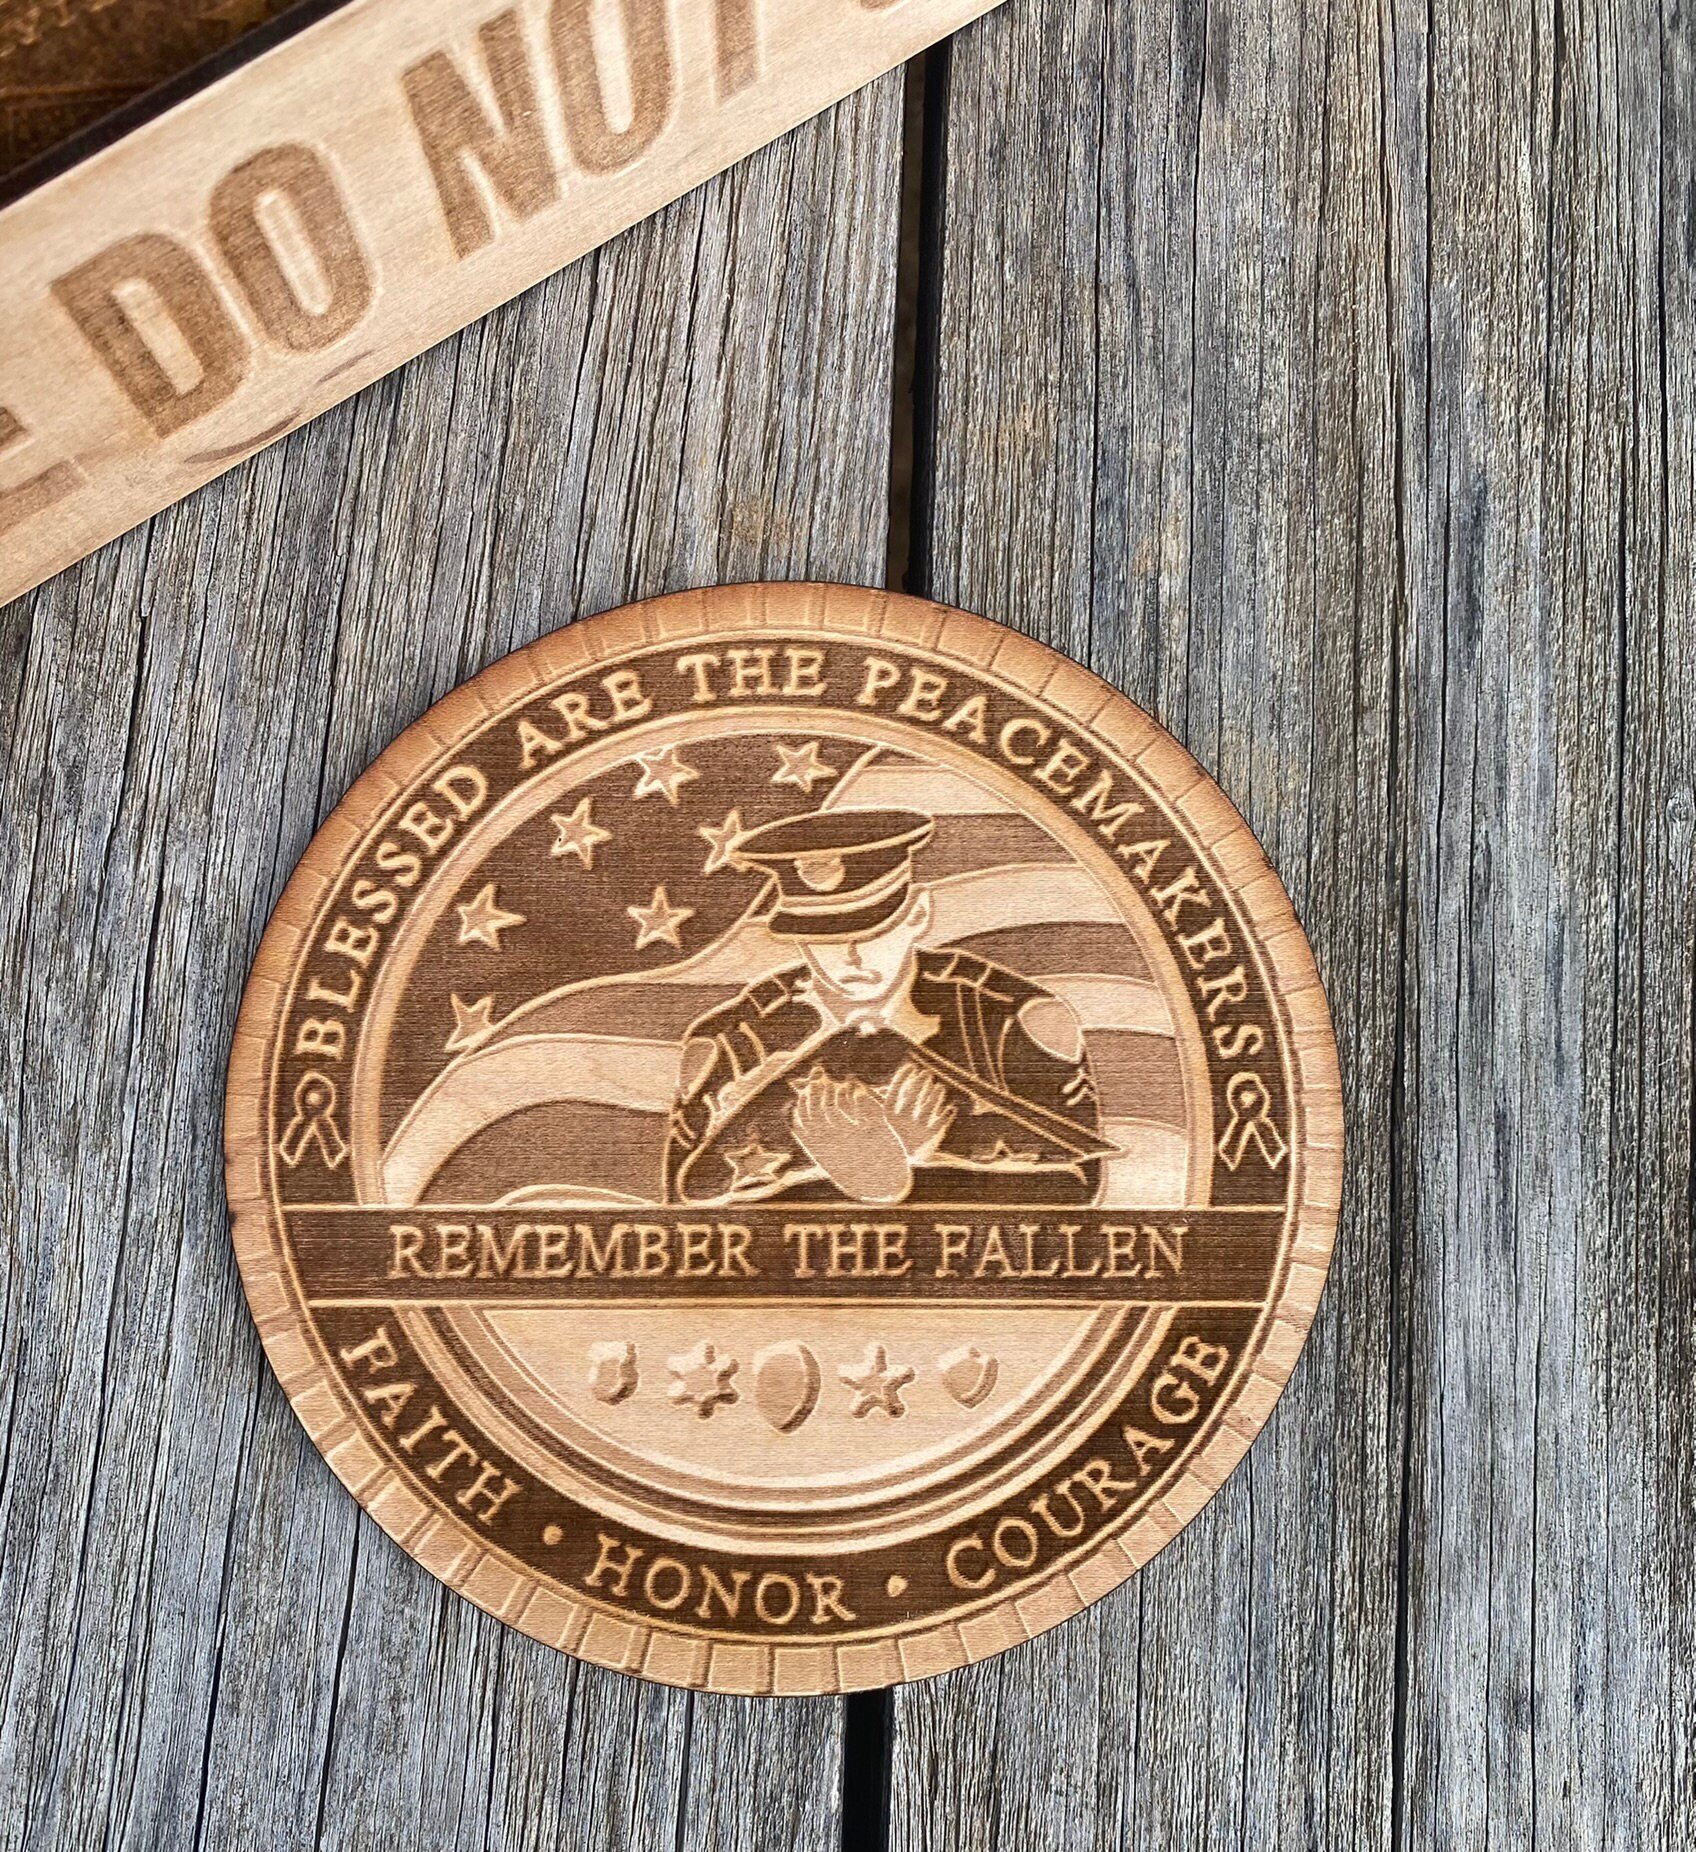 DO NOT
BLESSED ARE THE PEACEMAKERS
REMEMBER THE FALLEN
FAITH • HONOR • COURAGE